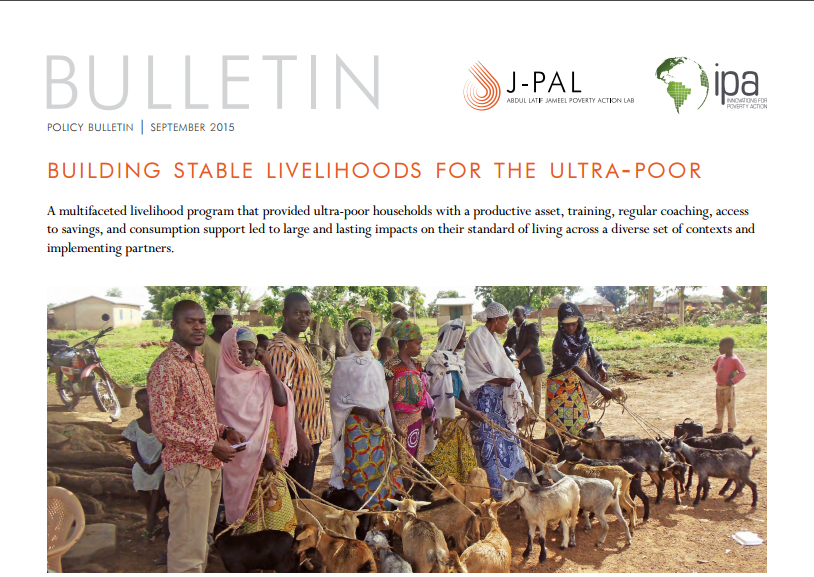 BULLETIN
J-PAL
ABDUL LATIF JAMEEL POVERTY ACTION LAB
ipa
INNOVATIONS FOR
POVERTY ACTION
POLICY BULLETIN | SEPTEMBER 2015
BUILDING STABLE LIVELIHOODS FOR THE ULTRA-POOR
A multifaceted livelihood program that provided ultra-poor households with a productive asset, training, regular coaching, access
to savings, and consumption support led to large and lasting impacts on their standard of living across a diverse set of contexts and
implementing partners.